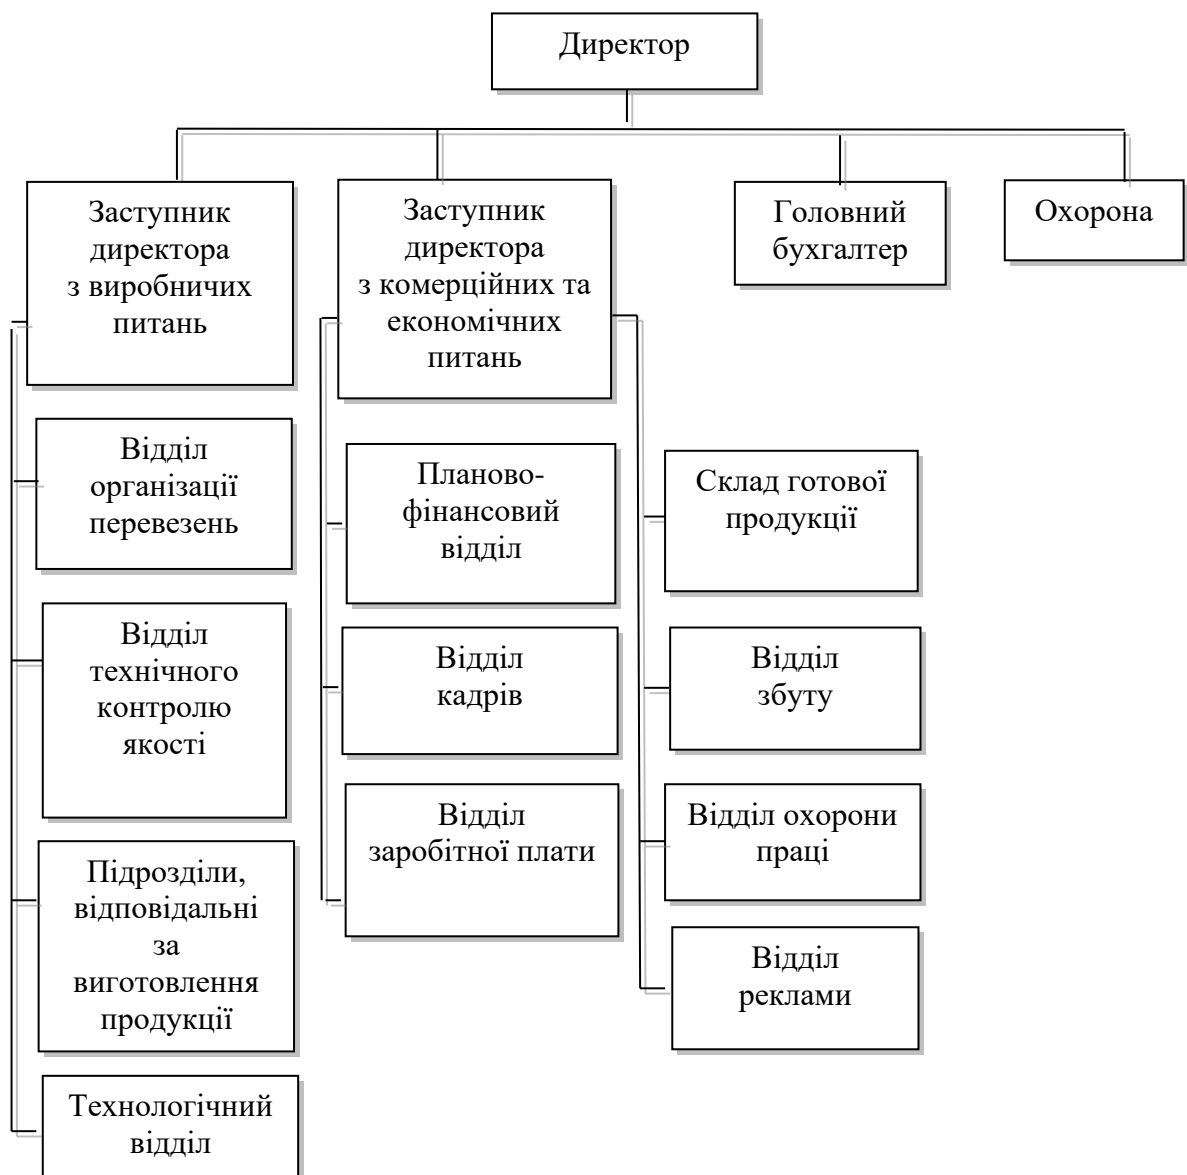 Директор
Заступник
директора
з виробничих
питань
Заступник
директора
з комерційних та
економічних
питань
Головний
бухгалтер
Охорона
Відділ
організації
перевезень
Відділ
технічного
контролю
якості
Підрозділи,
відповідальні
за
виготовлення
продукції
Технологічний
відділ
Планово-
фінансовий
відділ
Відділ
кадрів
Відділ
заробітної плати
Склад готової
продукції
Відділ
збуту
Відділ охорони
праці
Відділ
реклами